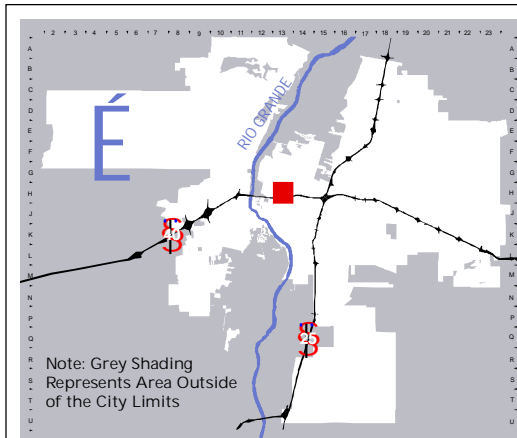 2 3 4 5 6 7 8 9 10 11 12 13 14 15 16 17 18 19 20 21 22 23
A A
B B
C C
D D
E E
F F
G G
H H
J J
K K
L L
M M
N N
P P
Q Q
R R
S S
T T
U U
É
RIO GRANDE
40
25
Note: Grey Shading
Represents Area Outside
of the City Limits